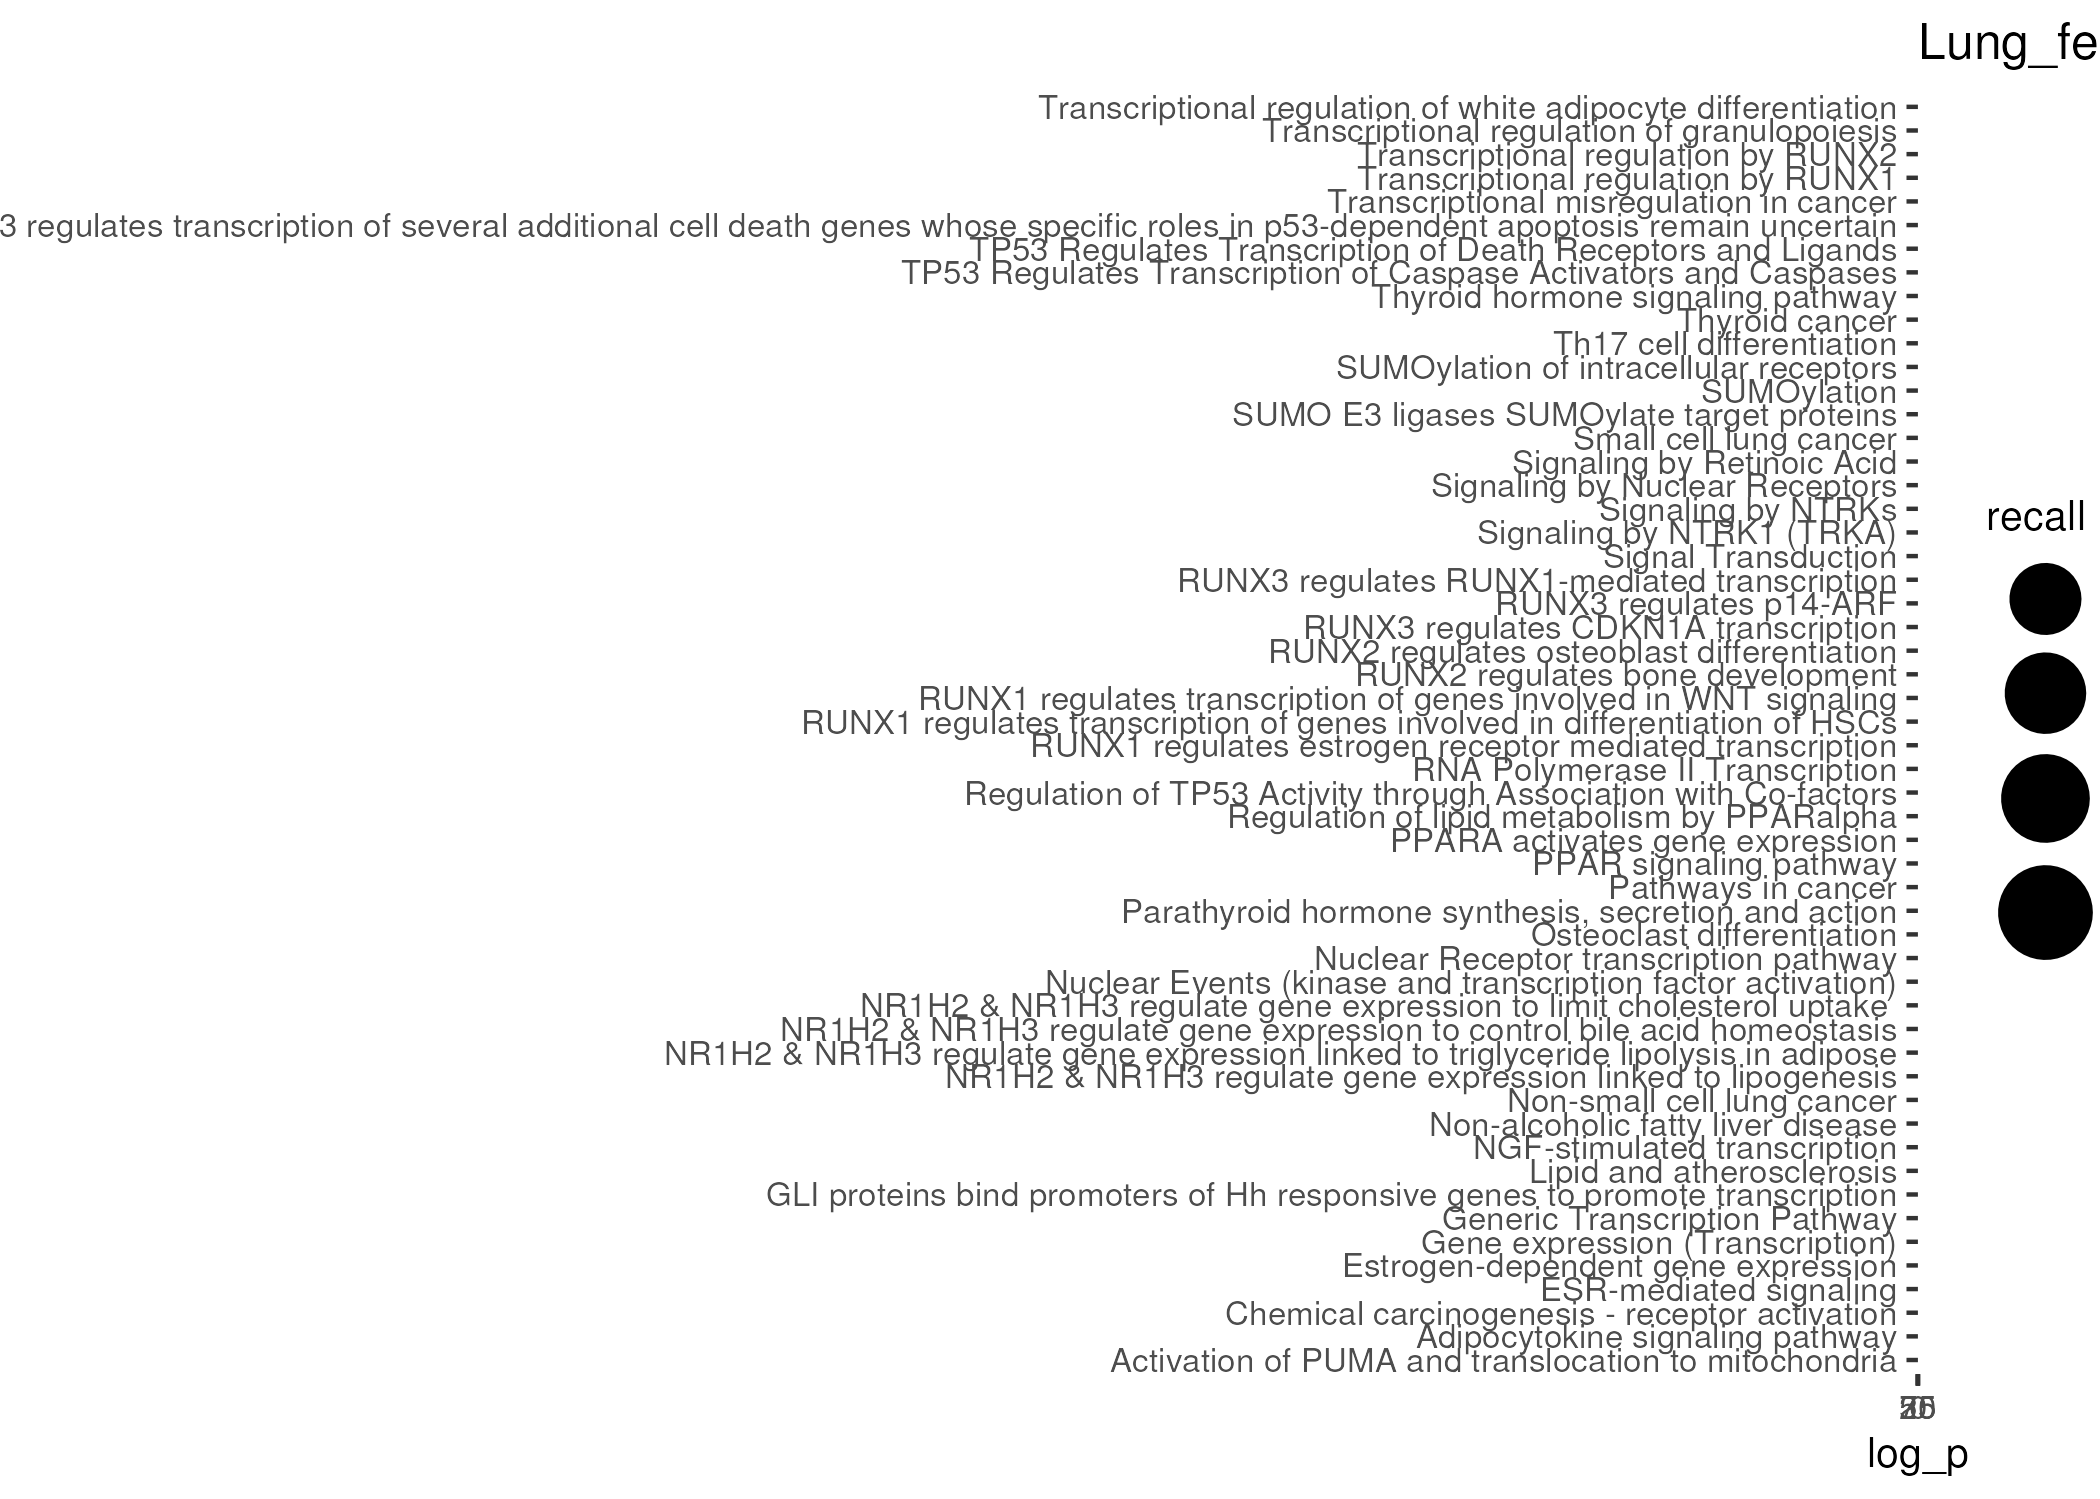 Lung_fe
Transcriptional regulation of white adipocyte differentiation
Transcriptional regulation of granulopoiesis
Transcriptional regulation by RUNX2
Transcriptional regulation by RUNX1
Transcriptional misregulation in cancer
3 regulates transcription of several additional cell death genes whose specific roles in p53-dependent apoptosis remain uncertain
TP53 Regulates Transcription of Death Receptors and Ligands
TP53 Regulates Transcription of Caspase Activators and Caspases
Thyroid hormone signaling pathway
Thyroid cancer
Th17 cell differentiation
SUMOylation of intracellular receptors
SUMOylation
SUMO E3 ligases SUMOylate target proteins
Small cell lung cancer
Signaling by Retinoic Acid
Signaling by Nuclear Receptors
Signaling by NTRKs
Signaling by NTRK1 (TRKA)
Signal Transduction
RUNX3 regulates RUNX1-mediated transcription
RUNX3 regulates p14-ARF
RUNX3 regulates CDKN1A transcription
RUNX2 regulates osteoblast differentiation
RUNX2 regulates bone development
RUNX1 regulates transcription of genes involved in WNT signaling
RUNX1 regulates transcription of genes involved in differentiation of HSCs
RUNX1 regulates estrogen receptor mediated transcription
RNA Polymerase II Transcription
Regulation of TP53 Activity through Association with Co-factors
Regulation of lipid metabolism by PPARalpha
PPARA activates gene expression
PPAR signaling pathway
Pathways in cancer
Parathyroid hormone synthesis, secretion and action
Osteoclast differentiation
Nuclear Receptor transcription pathway
Nuclear Events (kinase and transcription factor activation)
NR1H2 & NR1H3 regulate gene expression to limit cholesterol uptake
NR1H2 & NR1H3 regulate gene expression to control bile acid homeostasis
NR1H2 & NR1H3 regulate gene expression linked to triglyceride lipolysis in adipose
NR1H2 & NR1H3 regulate gene expression linked to lipogenesis
Non-small cell lung cancer
Non-alcoholic fatty liver disease
NGF-stimulated transcription
Lipid and atherosclerosis
GLI proteins bind promoters of Hh responsive genes to promote transcription
Generic Transcription Pathway
Gene expression (Transcription)
Estrogen-dependent gene expression
ESR-mediated signaling
Chemical carcinogenesis - receptor activation
Adipocytokine signaling pathway
Activation of PUMA and translocation to mitochondria
log_p
recall